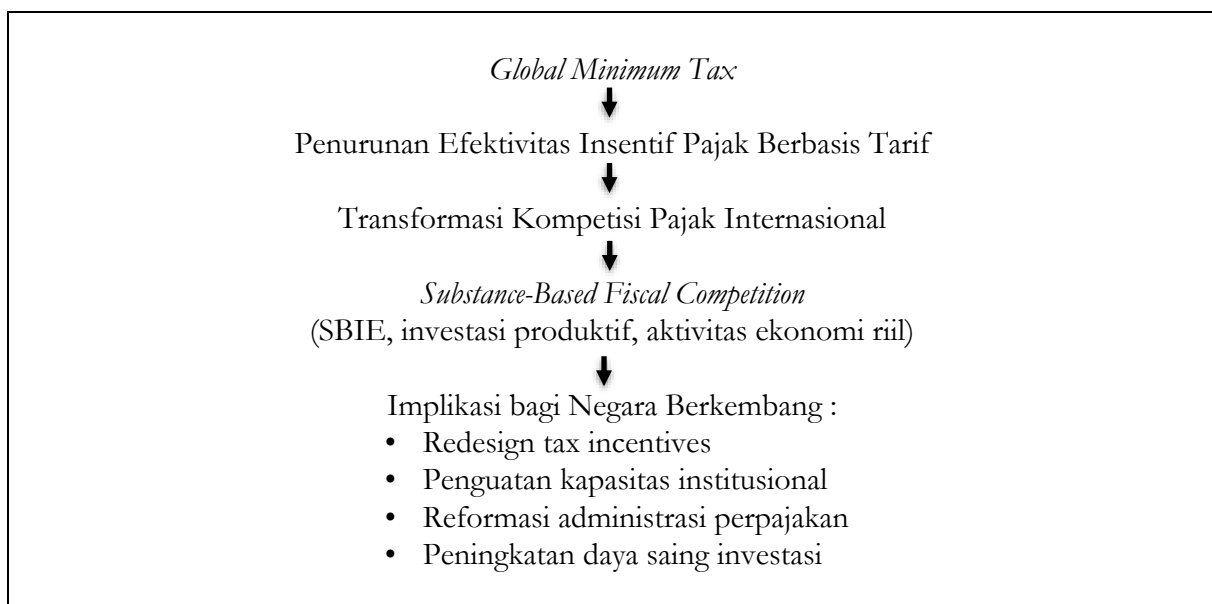 Global Minimum Tax
Penurunan Efektivitas Insentif Pajak Berbasis Tarif
Transformasi Kompetisi Pajak Internasional
Substance-Based Fiscal Competition
(SBIE, investasi produktif, aktivitas ekonomi riil)
Implikasi bagi Negara Berkembang :
• Redesign tax incentives
• Penguatan kapasitas institusional
• Reformasi administrasi perpajakan
• Peningkatan daya saing investasi